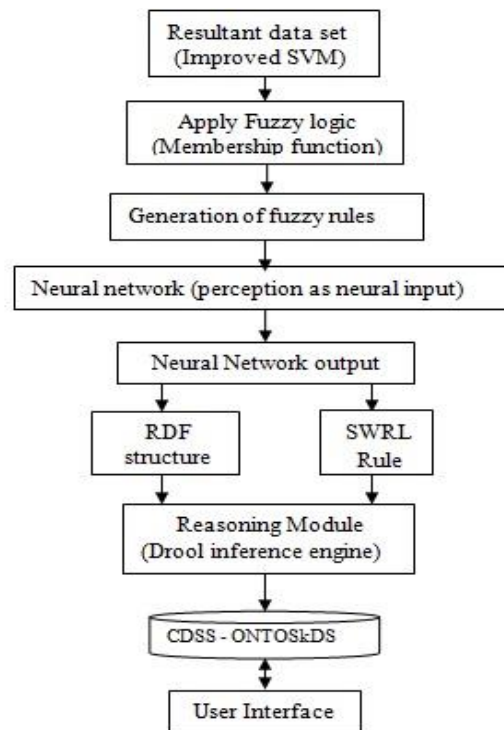 Resultant data set
(Improved SVM)
Apply Fuzzy logic
(Membership function)
Generation of fuzzy rules
Neural network (perception as neural input)
Neural Network output
RDF
structure
SWRL
Rule
Reasoning Module
(Drool inference engine)
CDSS - ONTOSkDS
User Interface